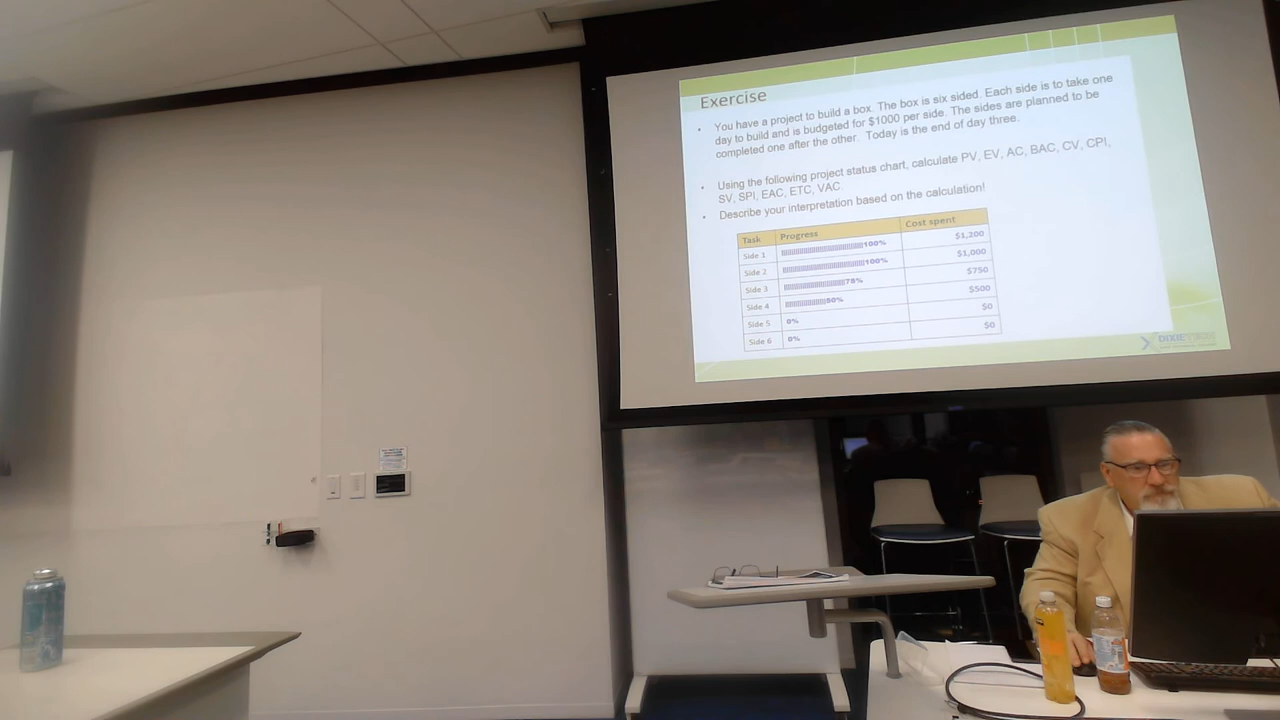 Exercise
• You have a project to build a box. The box is six sided. Each side is to take one
day to build and is budgeted for $1000 per side. The sides are planned to be
completed one after the other. Today is the end of day three.
• Using the following project status chart, calculate PV, EV, AC, BAC, CV, CPI,
SV, SPI, EAC, ETC, VAC
• Describe your interpretation based on the calculation!
Task Progress Cost spent
Side 1 100% $1,200
Side 2 100% $1,000
Side 3 $750
Side 4 50% $500
Side 5 0% $0
Side 6 0% $0
DIXIE